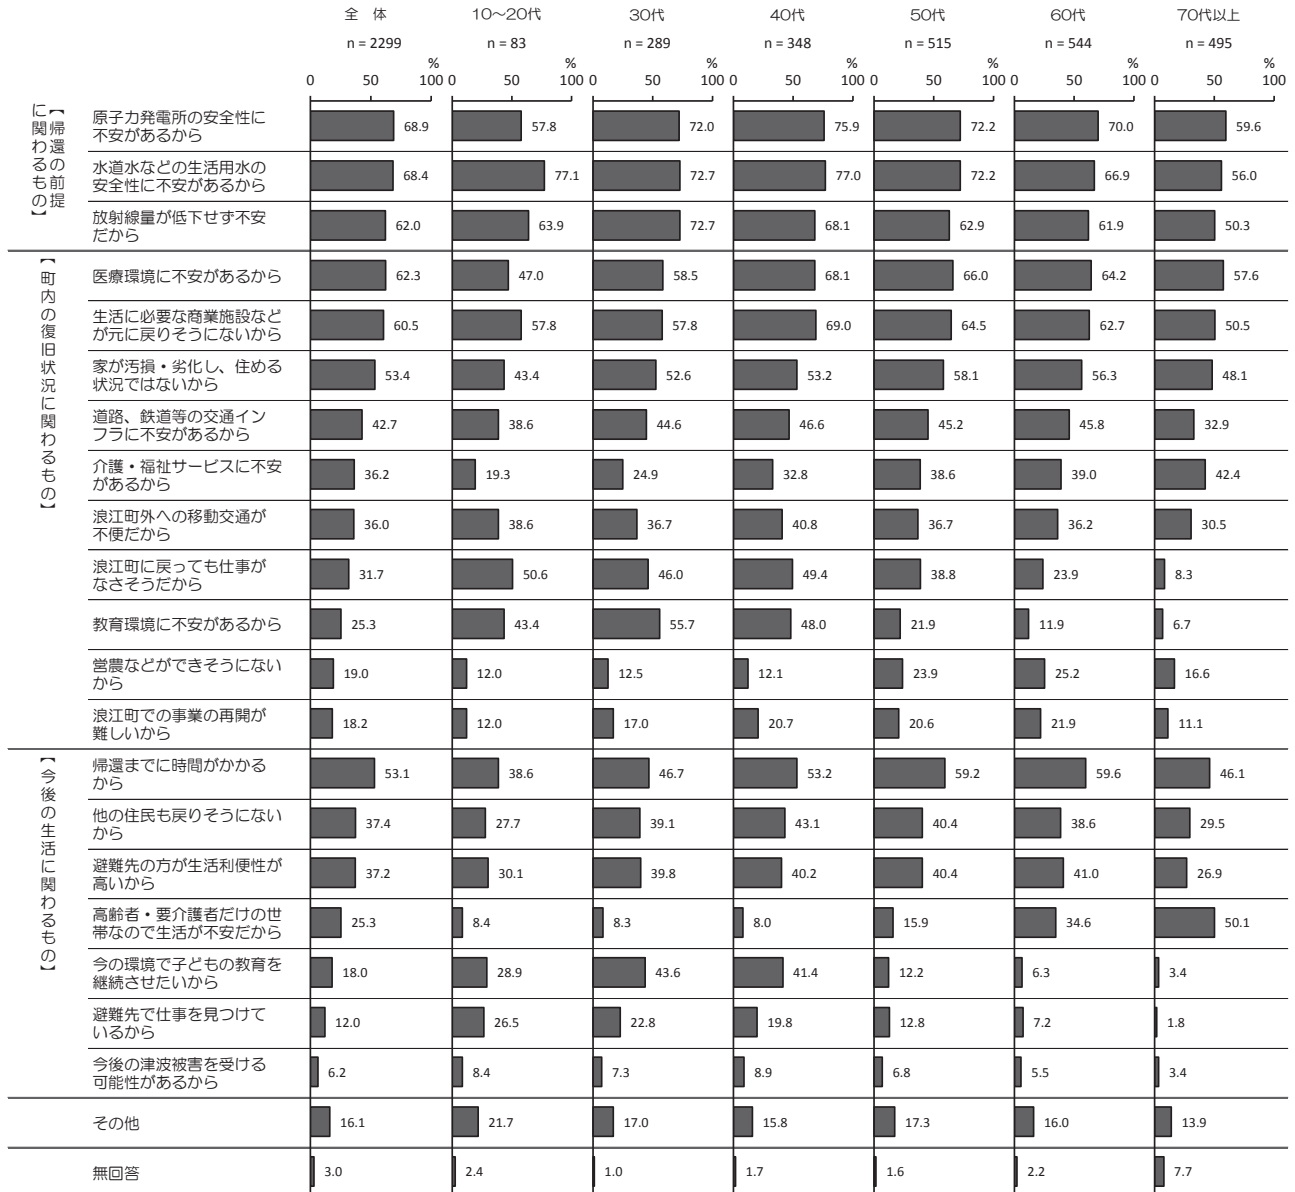 全 体 10～20代 30代 40代 50代 60代 70代以上
n = 2299 n = 83 n = 289 n = 348 n = 515 n = 544 n = 495
% % % % % % %
0 50 100 0 50 100 0 50 100 0 50 100 0 50 100 0 50 100 0 50 100
【帰還の前提
に関わるもの】
原子力発電所の安全性に
不安があるから
68.9 57.8 72.0 75.9 72.2 70.0 59.6
水道水などの生活用水の
安全性に不安があるから
68.4 77.1 72.7 77.0 72.2 66.9 56.0
放射線量が低下せず不安
だから
62.0 63.9 72.7 68.1 62.9 61.9 50.3
【町内の復旧状況に関わるもの】
医療環境に不安があるから
62.3 47.0 58.5 68.1 66.0 64.2 57.6
生活に必要な商業施設など
が元に戻りそうにないから
60.5 57.8 57.8 69.0 64.5 62.7 50.5
家が汚損・劣化し、住める
状況ではないから
53.4 43.4 52.6 53.2 58.1 56.3 48.1
道路、鉄道等の交通イン
フラに不安があるから
42.7 38.6 44.6 46.6 45.2 45.8 32.9
介護・福祉サービスに不安
があるから
36.2 19.3 24.9 32.8 38.6 39.0 42.4
浪江町外への移動交通が
不便だから
36.0 38.6 36.7 40.8 36.7 36.2 30.5
浪江町に戻っても仕事が
なさそうだから
31.7 50.6 46.0 49.4 38.8 23.9 8.3
教育環境に不安があるから
25.3 43.4 55.7 48.0 21.9 11.9 6.7
営農などができそうにない
から
19.0 12.0 12.5 12.1 23.9 25.2 16.6
浪江町での事業の再開が
難しいから
18.2 12.0 17.0 20.7 20.6 21.9 11.1
【今後の生活に関わるもの】
帰還までに時間がかかる
から
53.1 38.6 46.7 53.2 59.2 59.6 46.1
他の住民も戻りそうにない
から
37.4 27.7 39.1 43.1 40.4 38.6 29.5
避難先の方が生活利便性が
高いから
37.2 30.1 39.8 40.2 40.4 41.0 26.9
高齢者・要介護者だけの世
帯なので生活が不安だから
25.3 8.4 8.3 8.0 15.9 34.6 50.1
今の環境で子どもの教育を
継続させたいから
18.0 28.9 43.6 41.4 12.2 6.3 3.4
避難先で仕事を見つけて
いるから
12.0 26.5 22.8 19.8 12.8 7.2 1.8
今後の津波被害を受ける
可能性があるから
6.2 8.4 7.3 8.9 6.8 5.5 3.4
その他
16.1 21.7 17.0 15.8 17.3 16.0 13.9
無回答
3.0 2.4 1.0 1.7 1.6 2.2 7.7